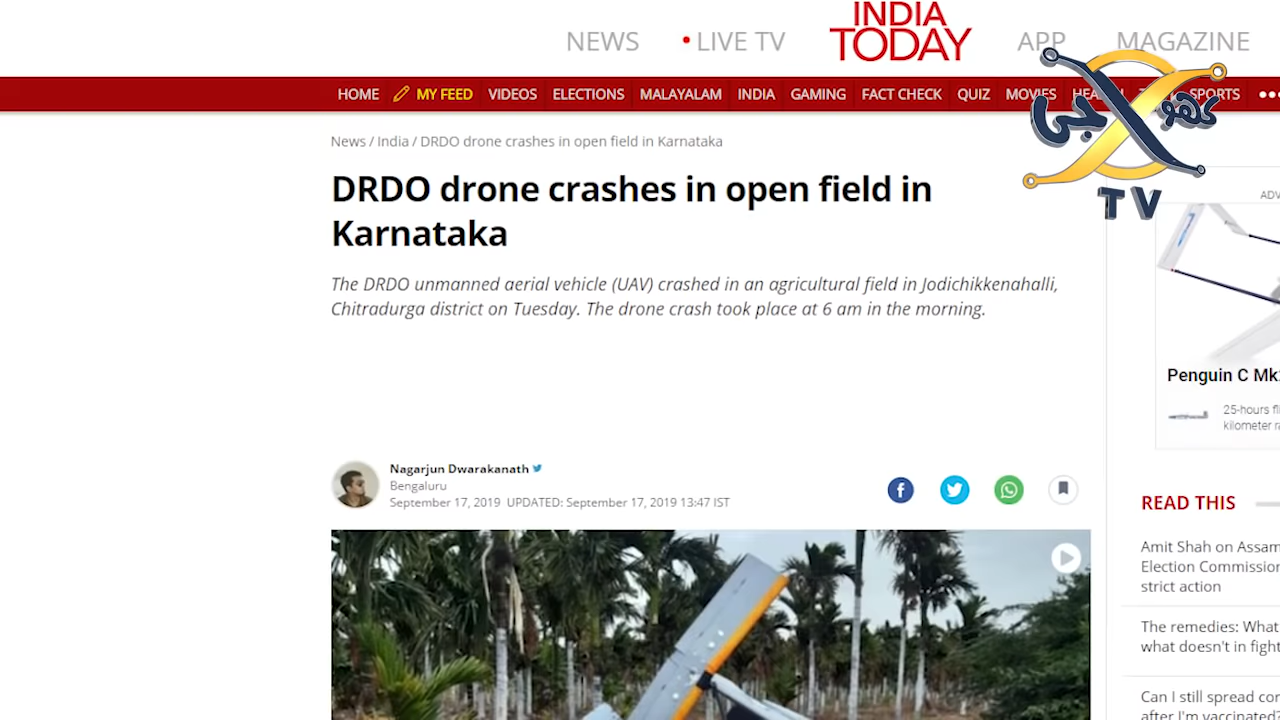 NEWS
LIVE TV
INDIA
TODAY
APP
MAGAZINE
HOME
MY FEED
VIDEOS
ELECTIONS
MALAYALAM
INDIA
GAMING
FACT CHECK
QUIZ
MOVIES
SPORTS
کھوجی
TV
News / India / DRDO drone crashes in open field in Karnataka
DRDO drone crashes in open field in
Karnataka
The DRDO unmanned aerial vehicle (UAV) crashed in an agricultural field in Jodichikkenahalli,
Chitradurga district on Tuesday. The drone crash took place at 6 am in the morning.
Nagarjun Dwarakanath
Bengaluru
September 17, 2019 UPDATED: September 17, 2019 13:47 IST
Penguin C
25-hours
kilometer
READ THIS
Amit Shah on Assam
Election Commission
strict action
The remedies: What
what doesn't in
Can I still spread
after I'm vaccinated?